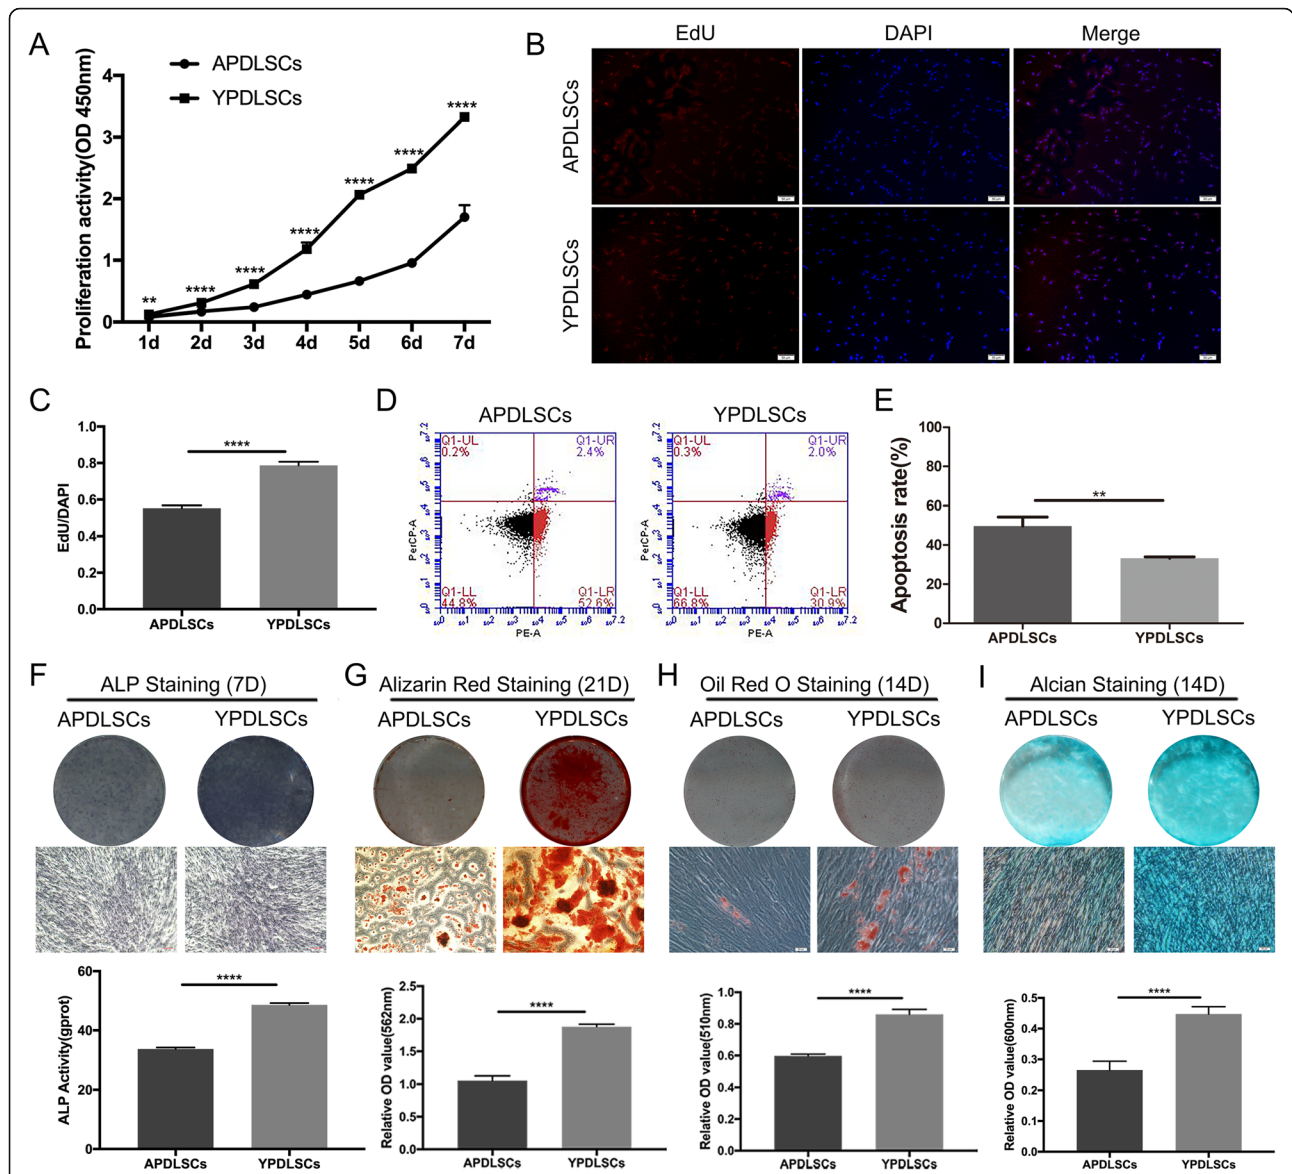 A
APDLSCs
YPDLSCs
Proliferation activity(OD 450nm)
4
3
2
1
0
** **** **** **** **** **** ****
1d 2d 3d 4d 5d 6d 7d
B
EdU DAPI Merge
APDLSCs
YPDLSCs
C
EdU/DAPI
1.0
0.8
0.6
0.4
0.2
0.0
****
APDLSCs YPDLSCs
D
APDLSCs YPDLSCs
Q1-UL Q1-UR
0.2% 2.4%
Q1-LL Q1-LR
44.8% 52.6%
PerCP-A
PE-A
Q1-UL Q1-UR
0.3% 2.0%
Q1-LL Q1-LR
66.8% 30.9%
PerCP-A
PE-A
E
Apoptosis rate(%)
100
80
60
40
20
0
**
APDLSCs YPDLSCs
F
ALP Staining (7D)
APDLSCs YPDLSCs
ALP Activity(gprot)
60
40
20
0
****
APDLSCs YPDLSCs
G
Alizarin Red Staining (21D)
APDLSCs YPDLSCs
Relative OD value(562nm)
2.0
1.5
1.0
0.5
0.0
****
APDLSCs YPDLSCs
H
Oil Red O Staining (14D)
APDLSCs YPDLSCs
Relative OD value(510nm)
1.0
0.8
0.6
0.4
0.2
0.0
****
APDLSCs YPDLSCs
I
Alcian Staining (14D)
APDLSCs YPDLSCs
Relative OD value(600nm)
0.5
0.4
0.3
0.2
0.1
0.0
****
APDLSCs YPDLSCs